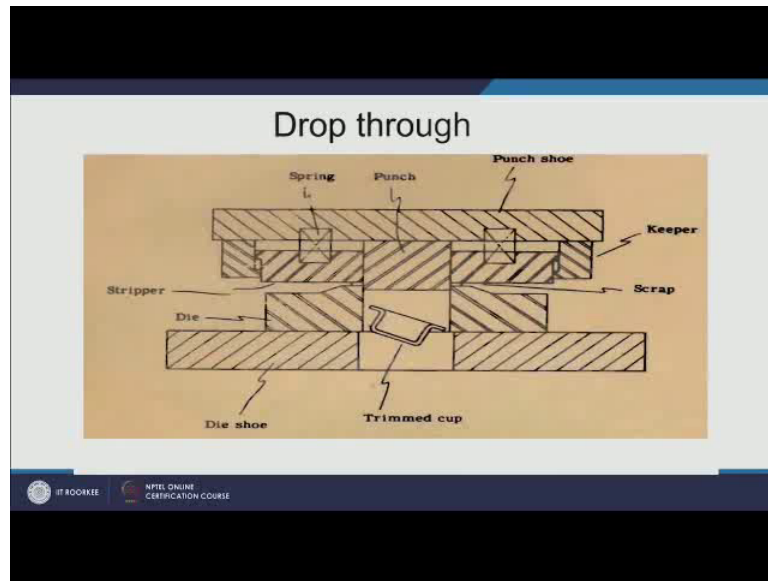 Drop through
Punch shoe
Spring
Punch
Keeper
Stripper
Scrap
Die
Die shoe
Trimmed cup
IIT ROORKEE
NPTEL ONLINE
CERTIFICATION COURSE